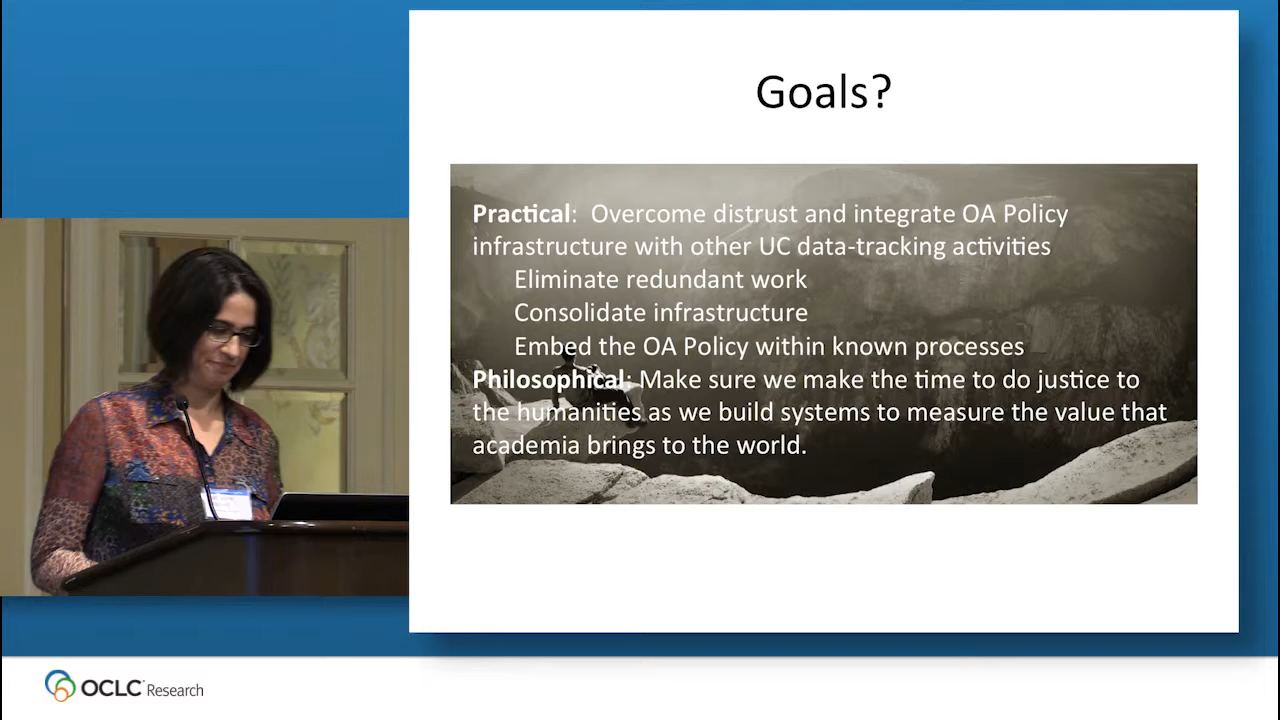 Goals?
Practical: Overcome distrust and integrate OA Policy
infrastructure with other UC data-tracking activities
Eliminate redundant work
Consolidate infrastructure
Embed the OA Policy within known processes
Philosophical: Make sure we make the time to do justice to
the humanities as we build systems to measure the value that
academia brings to the world.
OCLC Research